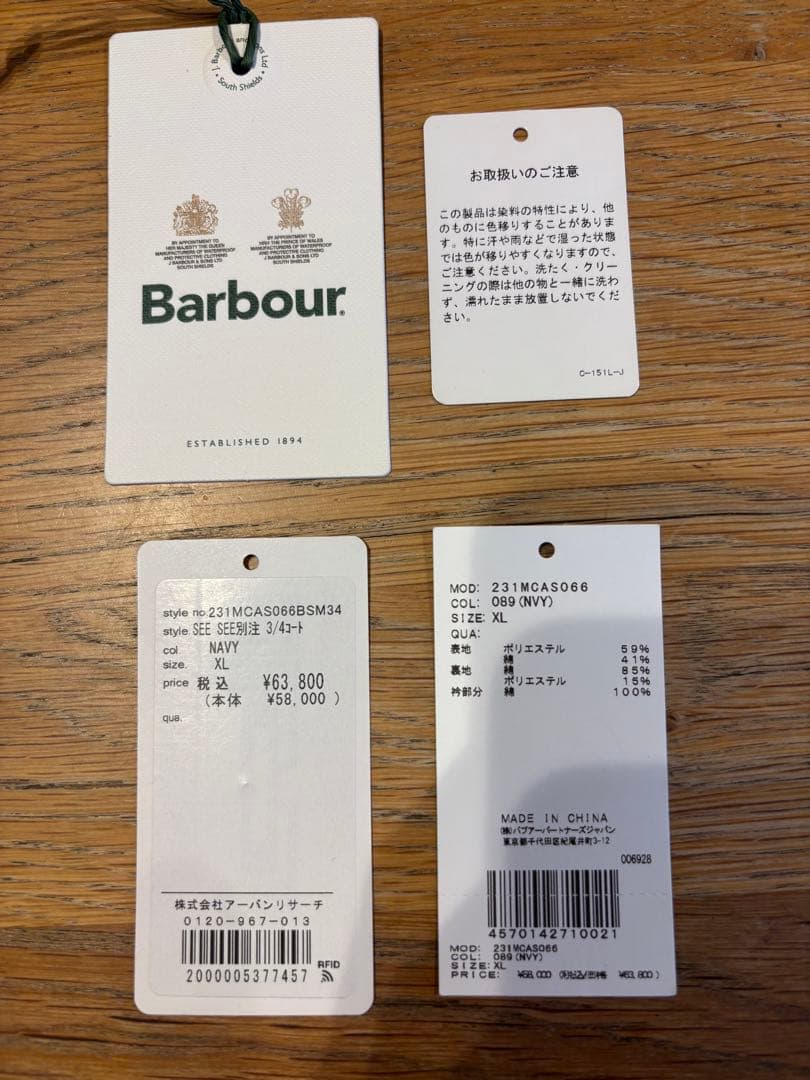 J. Barbour and Sons Ltd
• South Shields •
BY APPOINTMENT TO
HER MAJESTY THE QUEEN
MANUFACTURERS OF WATERPROOF
AND PROTECTIVE CLOTHING
J BARBOUR & SONS LTD
SOUTH SHIELDS
BY APPOINTMENT TO
HRH THE PRINCE OF WALES
MANUFACTURERS OF WATERPROOF
AND PROTECTIVE CLOTHING
J BARBOUR & SONS LTD
SOUTH SHIELDS
Barbour®
ESTABLISHED 1894
お取扱いのご注意
この製品は染料の特性により、他
のものに色移りすることがありま
す。特に汗や雨などで湿った状態
では色が移りやすくなりますので、
ご注意ください。洗たく・クリー
ニングの際は他の物と一緒に洗わ
ず、濡れたまま放置しないでくだ
さい。
C-151L-J
style no.231MCAS066BSM34
style. SEE SEE別注 3/4コート
col. NAVY
size. XL
price 税込 ¥63,800
(本体 ¥58,000 )
qua.
株式会社アーバンリサーチ
0120-967-013
RFID
2000005377457
MOD: 231MCAS066
COL: 089(NVY)
SIZE: XL
QUA:
表地 ポリエステル 59%
綿 41%
裏地 綿 85%
ポリエステル 15%
衿部分 綿 100%
MADE IN CHINA
(株)バブアーパートナーズジャパン
東京都千代田区紀尾井町3-12
006928
4570142710021
MOD: 231MCAS066
COL: 089(NVY)
SIZE: XL
PRICE: ¥58,000 ¥63,800 )